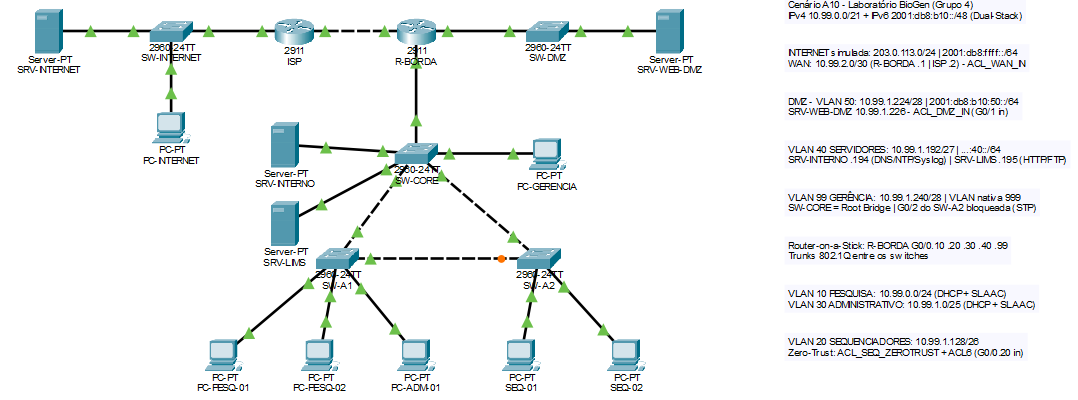 Cenário A10 - Laboratório BioGen (Grupo 4)
IPv4 10.99.0.0/21 + IPv6 2001:db8:b10::/48 (Dual-Stack)
2960-24TT
SW-INTERNET
2911
ISP
2911
R-BORDA
2960-24TT
SW-DMZ
Server-PT
SRV-INTERNET
Server-PT
SRV-WEB-DMZ
INTERNET simulada: 203.0.113.0/24 | 2001:db8:ffff::/64
WAN: 10.99.2.0/30 (R-BORDA .1 | ISP .2) - ACL_WAN_IN
DMZ - VLAN 50: 10.99.1.224/28 | 2001:db8:b10:50::/64
SRV-WEB-DMZ 10.99.1.226 - ACL_DMZ_IN (G0/1 in)
PC-PT
PC-INTERNET
Server-PT
SRV-INTERNO
2960-24TT
SW-CORE
PC-PT
PC-GERENCIA
VLAN 40 SERVIDORES: 10.99.1.192/27 | ...:40::/64
SRV-INTERNO .194 (DNS/NTP/Syslog) | SRV-LIMS .195 (HTTP/FTP)
VLAN 99 GERÊNCIA: 10.99.1.240/28 | VLAN nativa 999
SW-CORE = Root Bridge | G0/2 do SW-A2 bloqueada (STP)
Server-PT
SRV-LIMS
2960-24TT
SW-A1
2960-24TT
SW-A2
Router-on-a-Stick: R-BORDA G0/0.10 .20 .30 .40 .99
Trunks 802.1Q entre os switches
VLAN 10 PESQUISA: 10.99.0.0/24 (DHCP + SLAAC)
VLAN 30 ADMINISTRATIVO: 10.99.1.0/25 (DHCP + SLAAC)
VLAN 20 SEQUENCIADORES: 10.99.1.128/26
Zero-Trust: ACL_SEQ_ZEROTRUST + ACL6 (G0/0.20 in)
PC-PT
PC-PESQ-01
PC-PT
PC-PESQ-02
PC-PT
PC-ADM-01
PC-PT
SEQ-01
PC-PT
SEQ-02